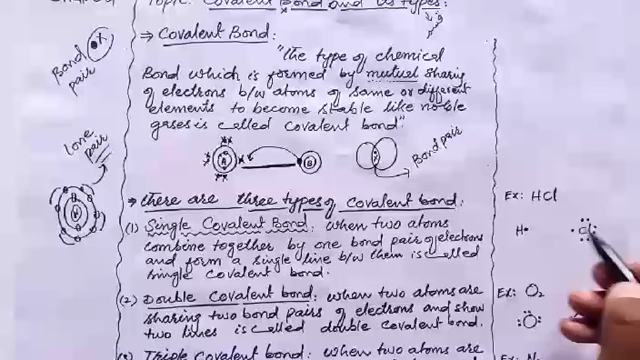 Topic: Covalent Bond and its types:
⇒ Covalent Bond:
"The type of chemical
Bond which is formed by mutual sharing
of electrons b/w atoms of same or different
elements to become stable like noble
gases is called covalent bond"
Bond pair
Lone pair
Bond pair
⇒ There are three types of covalent bond:
(1) Single Covalent Bond: when two atoms
combine together by one bond pair of electrons
and form a single line b/w them is called
single covalent bond.
Ex: HCl
H•
Cl
(2) Double Covalent bond: when two atoms are
sharing two bond pairs of electrons and show
two lines is called double covalent bond.
Ex: O₂
:O:
(3) Triple Covalent bond: when two atoms are
Ex: N₂